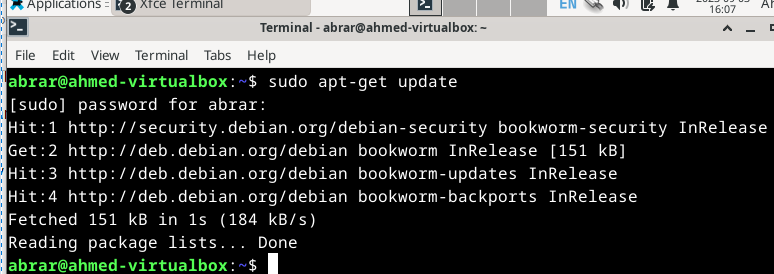 Applications
2 Xfce Terminal
EN
16:07
Terminal - abrar@ahmed-virtualbox: ~
File Edit View Terminal Tabs Help
abrar@ahmed-virtualbox:~$ sudo apt-get update
[sudo] password for abrar:
Hit:1 http://security.debian.org/debian-security bookworm-security InRelease
Get:2 http://deb.debian.org/debian bookworm InRelease [151 kB]
Hit:3 http://deb.debian.org/debian bookworm-updates InRelease
Hit:4 http://deb.debian.org/debian bookworm-backports InRelease
Fetched 151 kB in 1s (184 kB/s)
Reading package lists... Done
abrar@ahmed-virtualbox:~$